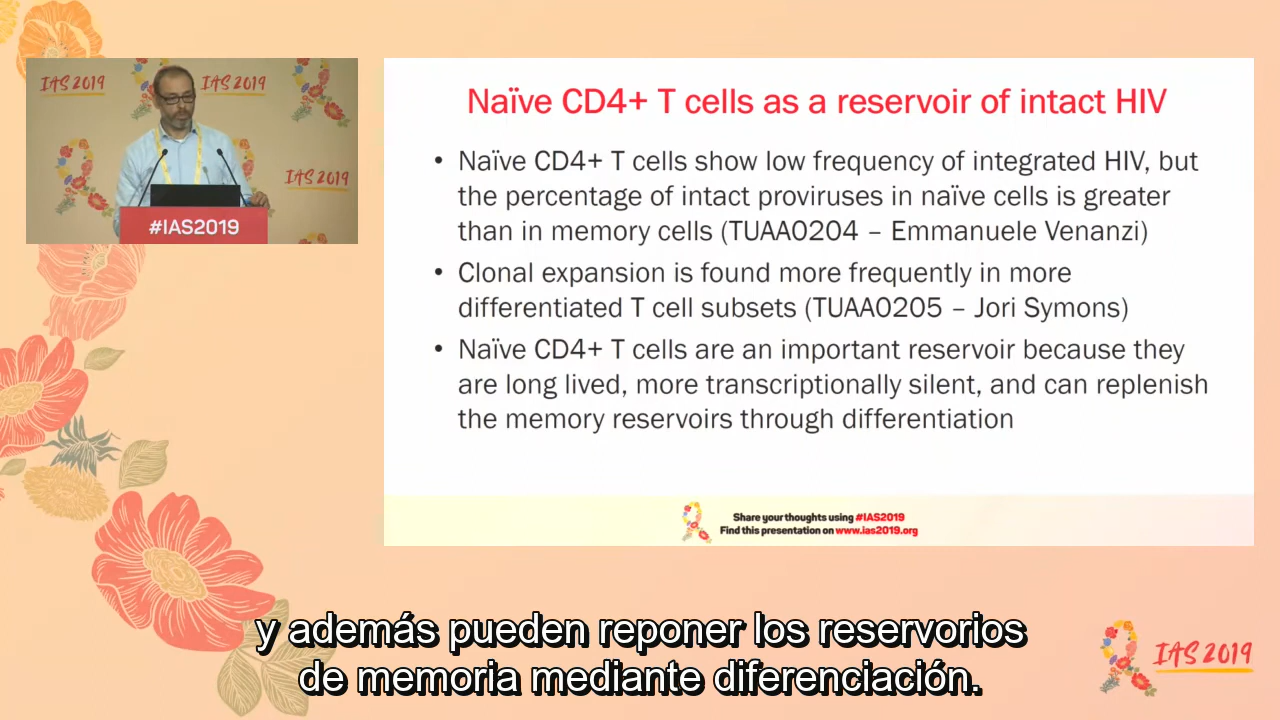 IAS 2019
IAS 2019
IAS 2019
#IAS2019
Naïve CD4+ T cells as a reservoir of intact HIV
• Naïve CD4+ T cells show low frequency of integrated HIV, but
the percentage of intact proviruses in naïve cells is greater
than in memory cells (TUAA0204 – Emmanuele Venanzi)
• Clonal expansion is found more frequently in more
differentiated T cell subsets (TUAA0205 – Jori Symons)
• Naïve CD4+ T cells are an important reservoir because they
are long lived, more transcriptionally silent, and can replenish
the memory reservoirs through differentiation
Share your thoughts using #IAS2019
Find this presentation on www.ias2019.org
y además pueden reponer los reservorios
de memoria mediante diferenciación.
IAS 2019